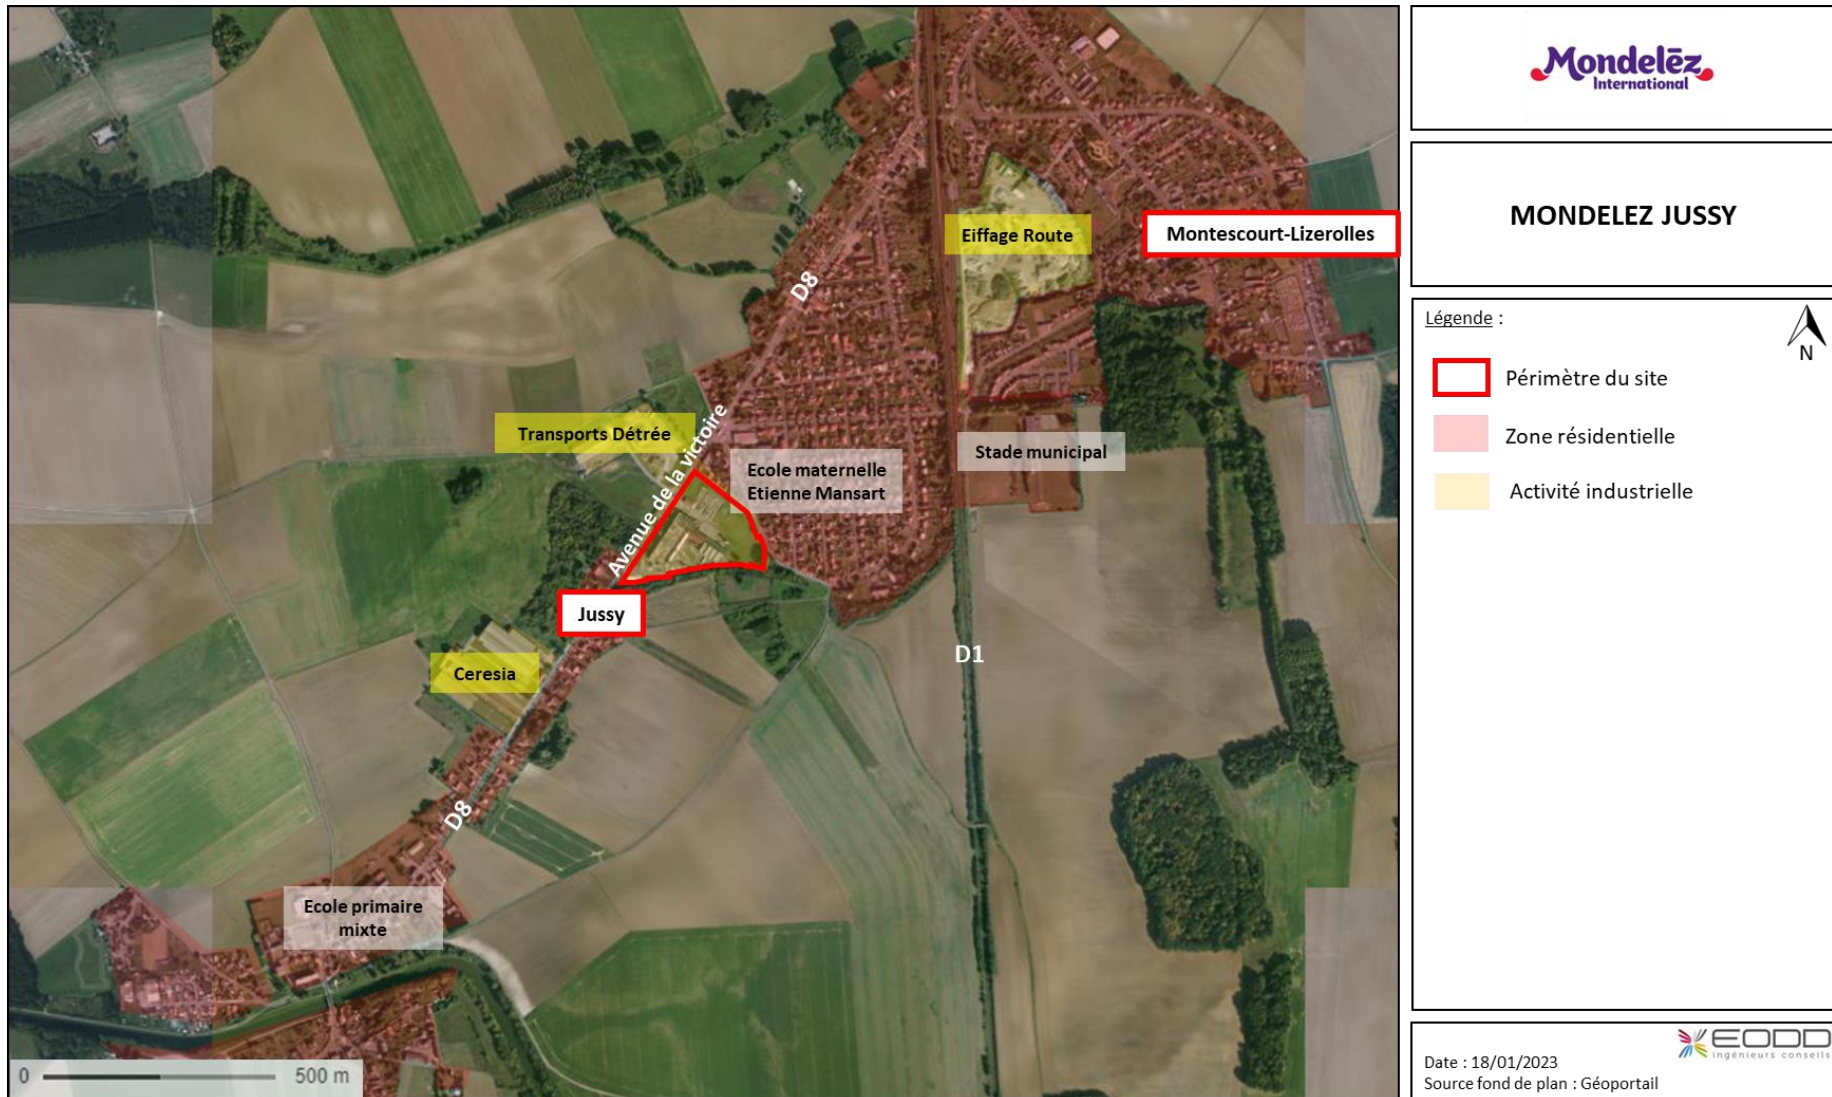 Mondelēz
International
MONDELEZ JUSSY
Légende :
N
Périmètre du site
Zone résidentielle
Activité industrielle
Eiffage Route
Montescourt-Lizerolles
D8
Transports Détrée
Avenue de la victoire
Ecole maternelle
Etienne Mansart
Stade municipal
Jussy
Ceresia
D1
D8
Ecole primaire
mixte
0 500 m
EODD
ingénieurs conseils
Date : 18/01/2023
Source fond de plan : Géoportail